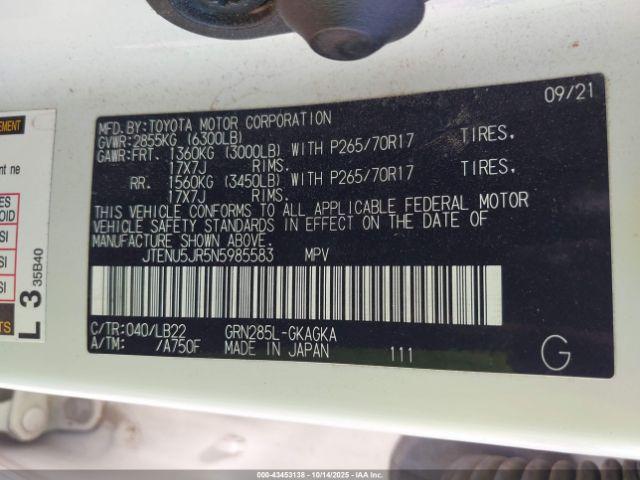 09/21
MFD.BY:TOYOTA MOTOR CORPORATION
GVWR:2855KG (6300LB)
GAWR:FRT. 1360KG (3000LB) WITH P265/70R17 TIRES,
17X7J RIMS.
RR. 1560KG (3450LB) WITH P265/70R17 TIRES,
17X7J RIMS.
THIS VEHICLE CONFORMS TO ALL APPLICABLE FEDERAL MOTOR
VEHICLE SAFETY STANDARDS IN EFFECT ON THE DATE OF
MANUFACTURE SHOWN ABOVE.
JTENU5JR5N5985583 MPV
C/TR:040/LB22 GRN285L-GKAGKA
A/TM: /A750F MADE IN JAPAN 111 G
L 3 35B40
000-43453138 | 10/14/2025 | IAA Inc.